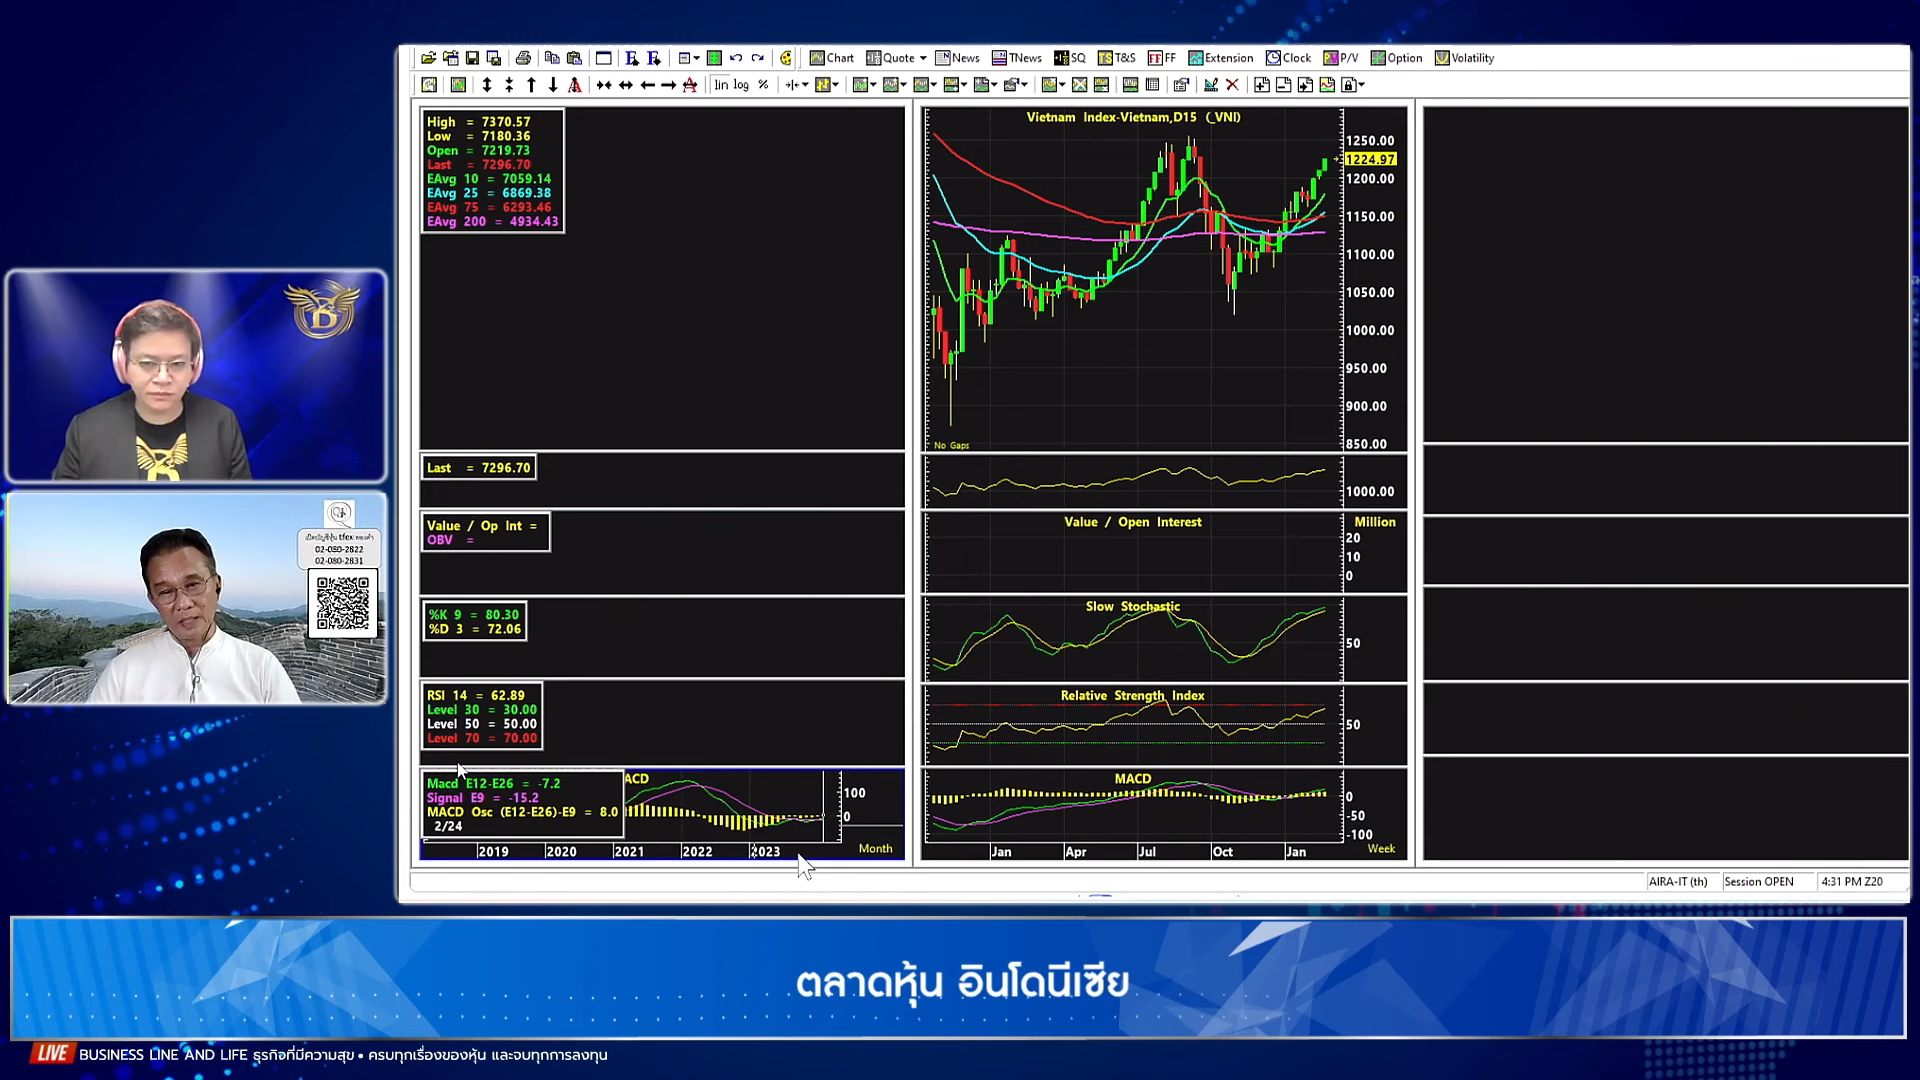 Chart Quote News TNews SQ T&S FF Extension Clock P/V Option Volatility
lin log %
High = 7370.57
Low = 7180.36
Open = 7219.73
Last = 7296.70
EAvg 10 = 7059.14
EAvg 25 = 6869.38
EAvg 75 = 6293.46
EAvg 200 = 4934.43
Last = 7296.70
Value / Op Int =
OBV =
%K 9 = 80.30
%D 3 = 72.06
RSI 14 = 62.89
Level 30 = 30.00
Level 50 = 50.00
Level 70 = 70.00
Macd E12-E26 = -7.2
Signal E9 = -15.2
MACD Osc (E12-E26)-E9 = 8.0
2/24
ACD
100
0
2019 2020 2021 2022 2023 Month
Vietnam Index-Vietnam,D15 (_VNI)
1250.00
1224.97
1200.00
1150.00
1100.00
1050.00
1000.00
950.00
900.00
850.00
No Gaps
1000.00
Value / Open Interest Million
20
10
0
Slow Stochastic
50
Relative Strength Index
50
MACD
0
-50
-100
Jan Apr Jul Oct Jan Week
AIRA-IT (th) Session OPEN 4:31 PM Z20
B
02-080-2822
02-080-2831
ตลาดหุ้น อินโดนีเซีย
LIVE BUSINESS LINE AND LIFE ธุรกิจที่มีความสุข • ครบทุกเรื่องของหุ้น และจบทุกการลงทุน